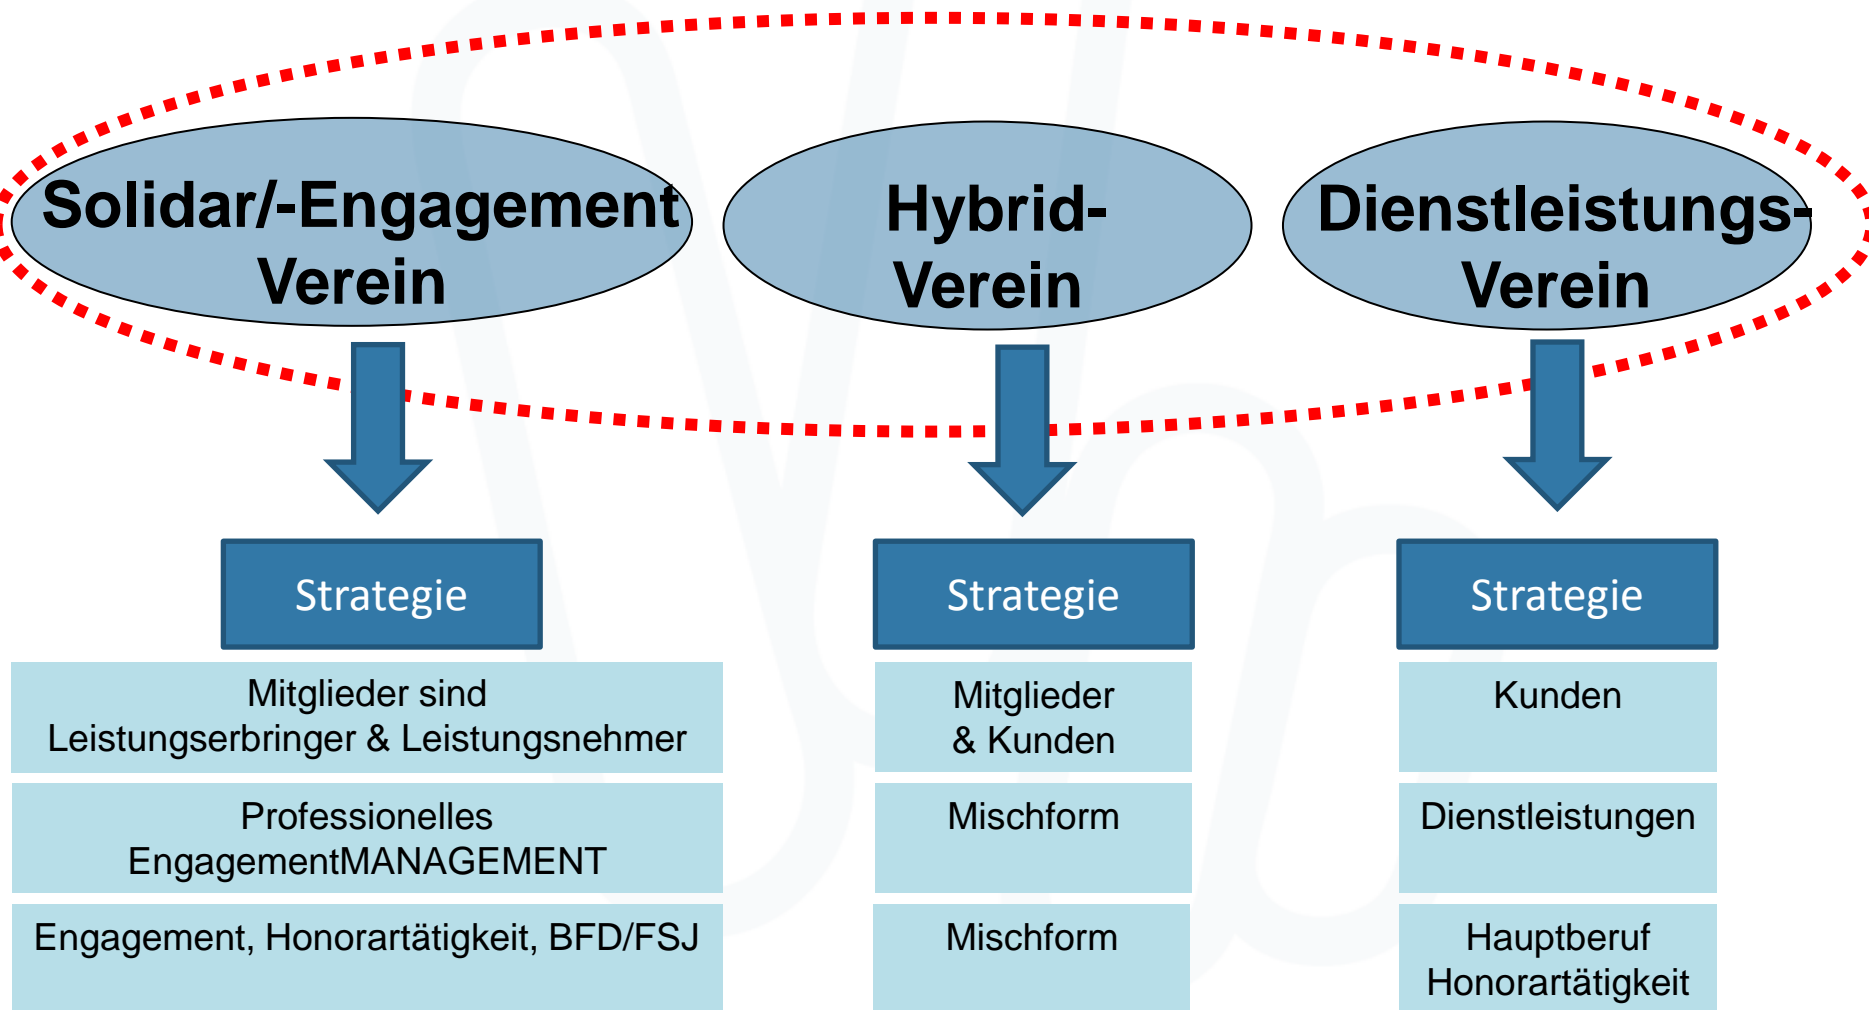 Solidar/-Engagement
Verein
Hybrid-
Verein
Dienstleistungs-
Verein
Strategie
Strategie
Strategie
Mitglieder sind
Leistungserbringer & Leistungsnehmer
Mitglieder
& Kunden
Kunden
Professionelles
EngagementMANAGEMENT
Mischform
Dienstleistungen
Engagement, Honorartätigkeit, BFD/FSJ
Mischform
Hauptberuf
Honorartätigkeit